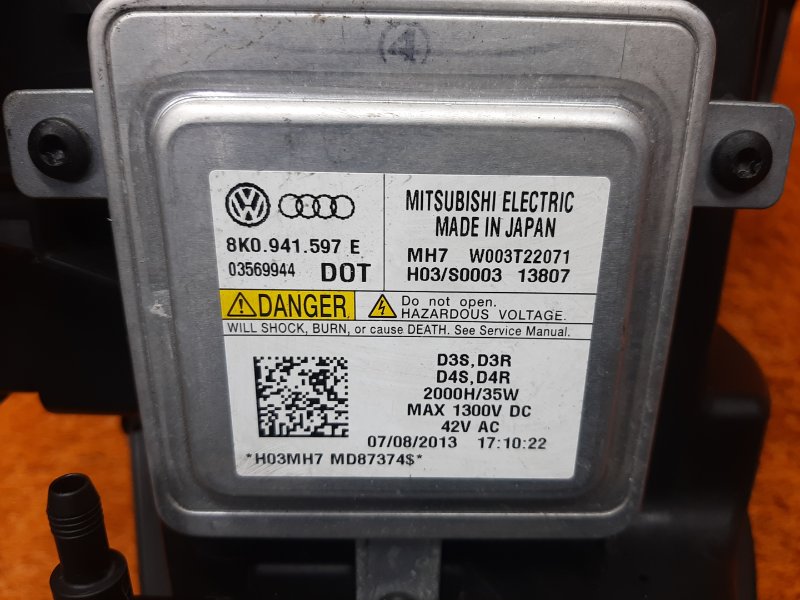 4
8K0.941.597 E
03569944 DOT
MITSUBISHI ELECTRIC
MADE IN JAPAN
MH7 W003T22071
H03/S0003 13807
DANGER
Do not open.
HAZARDOUS VOLTAGE.
WILL SHOCK, BURN, or cause DEATH. See Service Manual.
D3S,D3R
D4S,D4R
2000H/35W
MAX 1300V DC
42V AC
07/08/2013 17:10:22
*H03MH7 MD87374$*